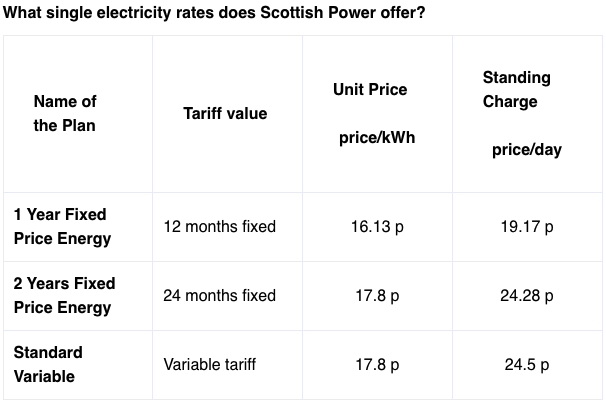 What single electricity rates does Scottish Power offer?
Name of
the Plan
Tariff value
Unit Price
price/kWh
Standing
Charge
price/day
1 Year Fixed
Price Energy
12 months fixed
16.13 p
19.17 p
2 Years Fixed
Price Energy
24 months fixed
17.8 p
24.28 p
Standard
Variable
Variable tariff
17.8 p
24.5 p